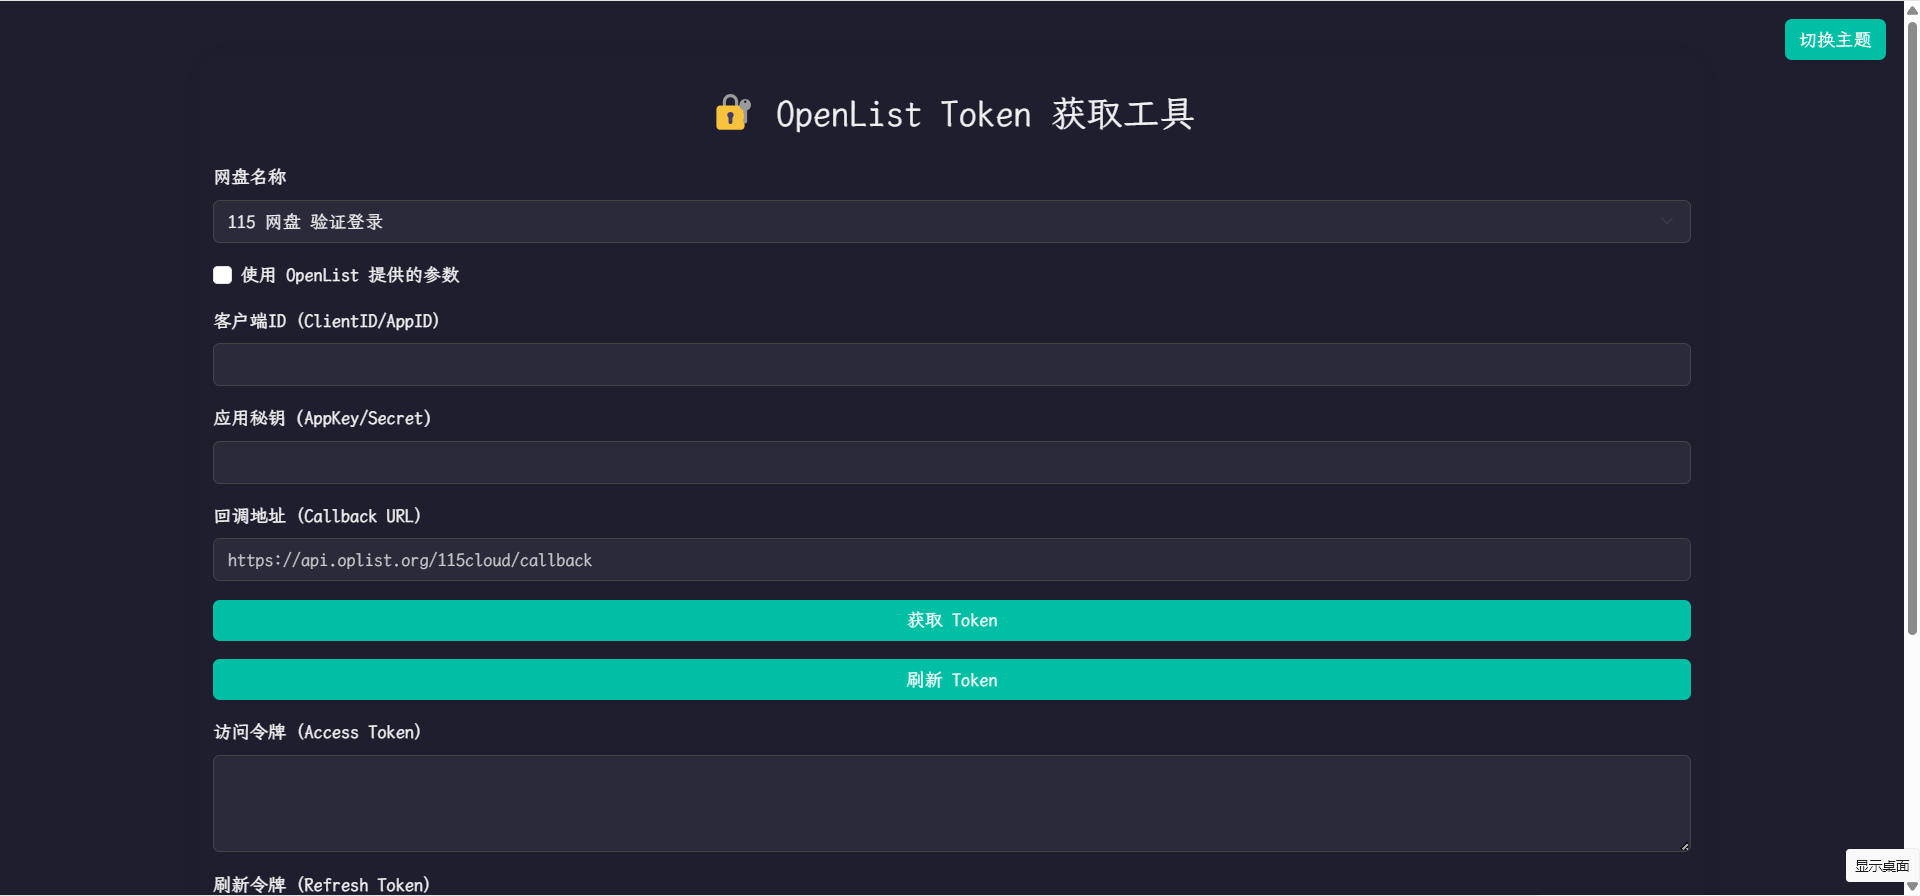 切换主题
OpenList Token 获取工具
网盘名称
115 网盘 验证登录
使用 OpenList 提供的参数
客户端ID (ClientID/AppID)
应用秘钥 (AppKey/Secret)
回调地址 (Callback URL)
https://api.oplist.org/115cloud/callback
获取 Token
刷新 Token
访问令牌 (Access Token)
显示桌面
刷新令牌 (Refresh Token)